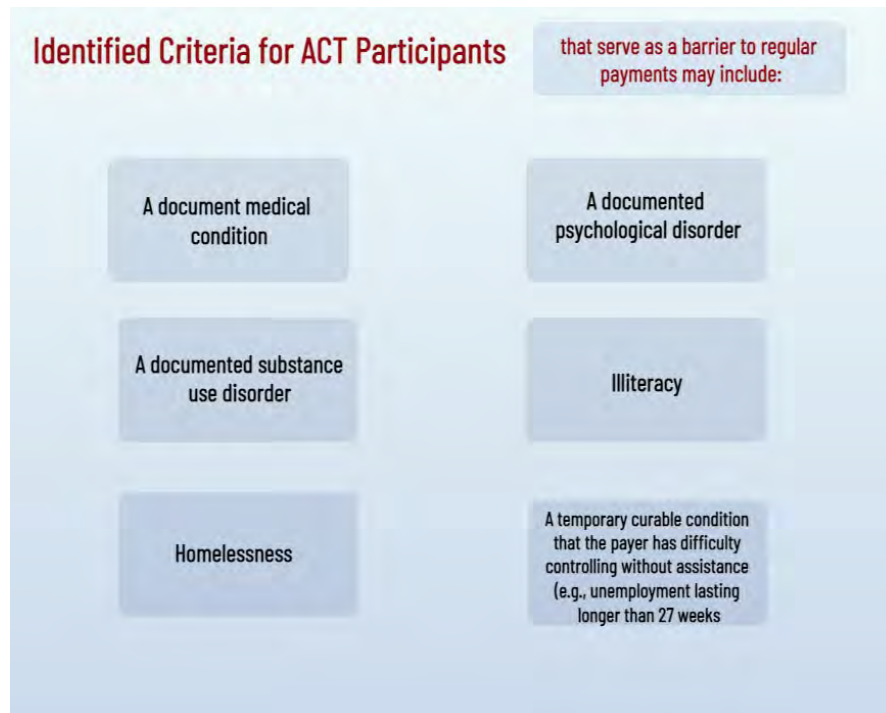 Identified Criteria for ACT Participants
that serve as a barrier to regular
payments may include:
A document medical
condition
A documented
psychological disorder
A documented substance
use disorder
Illiteracy
Homelessness
A temporary curable condition
that the payer has difficulty
controlling without assistance
(e.g., unemployment lasting
longer than 27 weeks